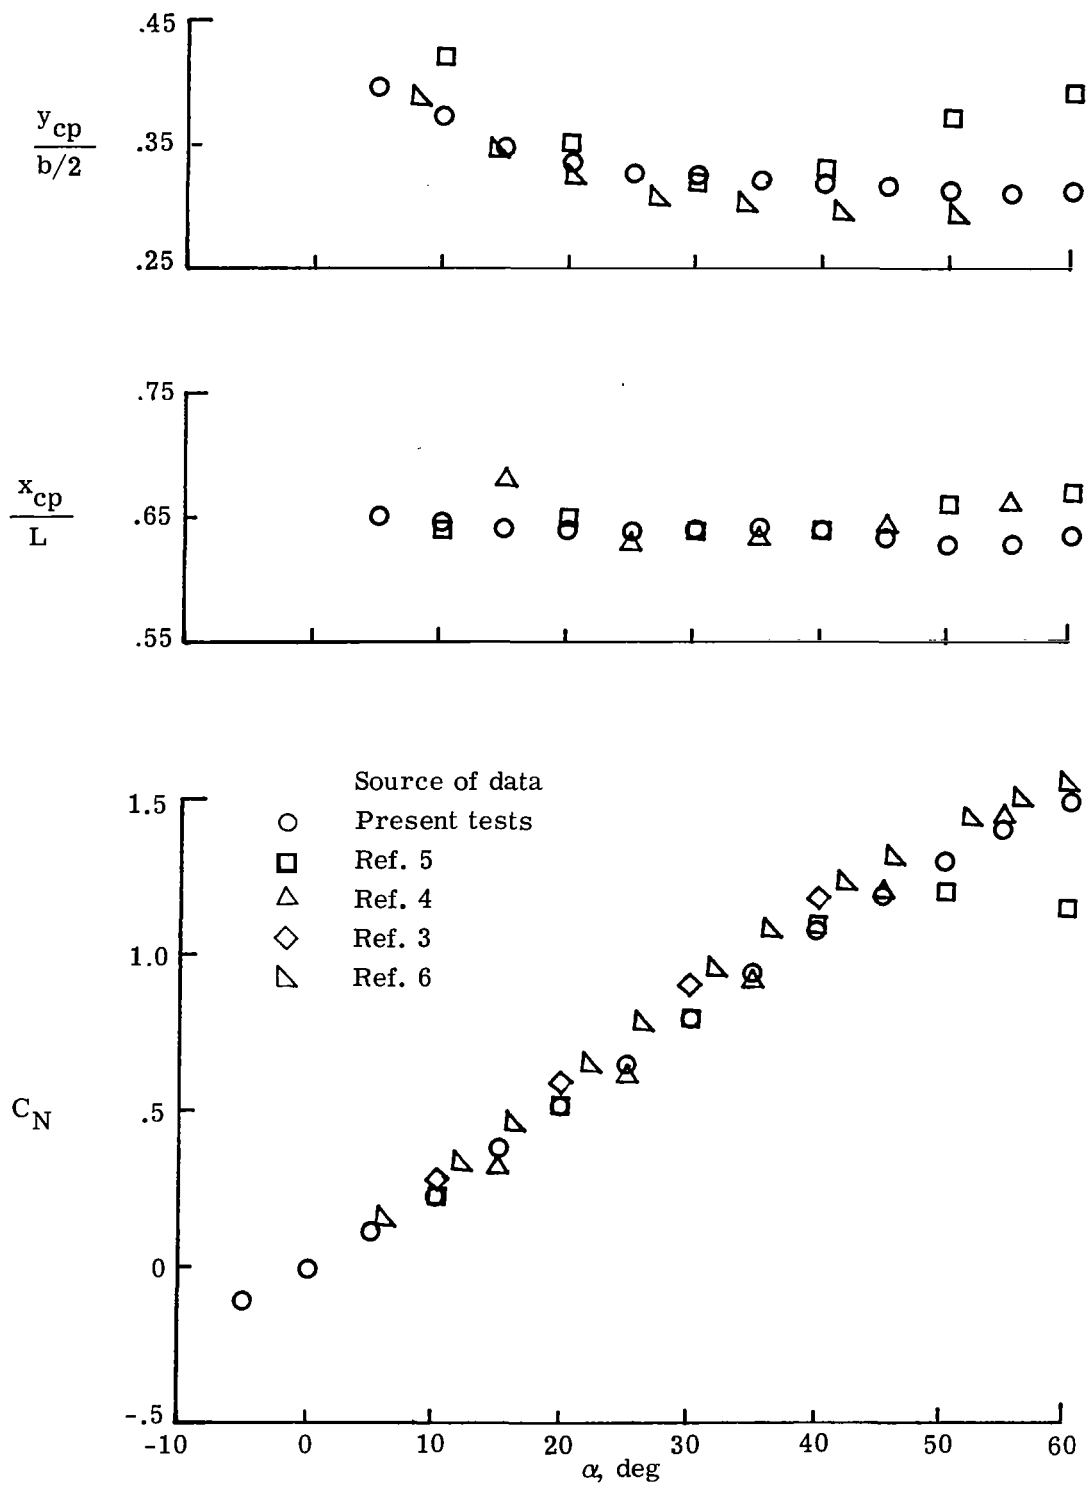 .45
y_cp
b/2
.35
.25
.75
x_cp
L
.65
.55
Source of data
1.5
Present tests
Ref. 5
Ref. 4
Ref. 3
1.0
Ref. 6
C_N
.5
0
-.5
-10 0 10 20 30 40 50 60
α, deg